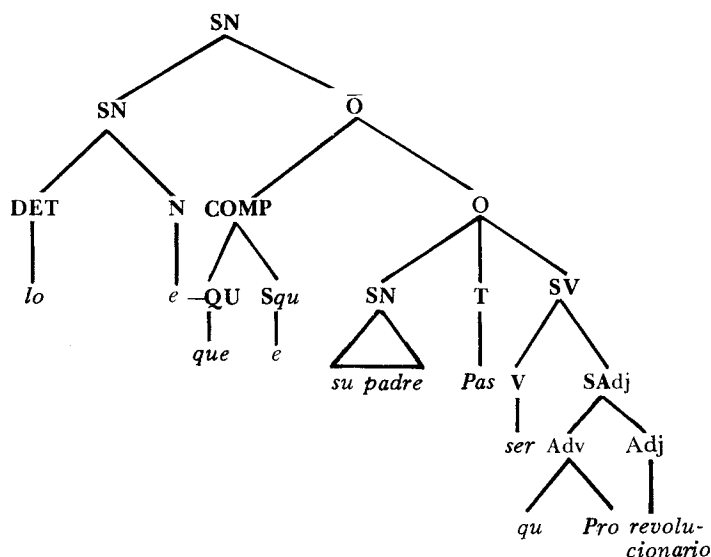 SN
SN Ō
DET N COMP O
lo e —QU Squ SN T SV
que e su padre Pas V SAdj
ser Adv Adj
qu Pro revolu-
cionario